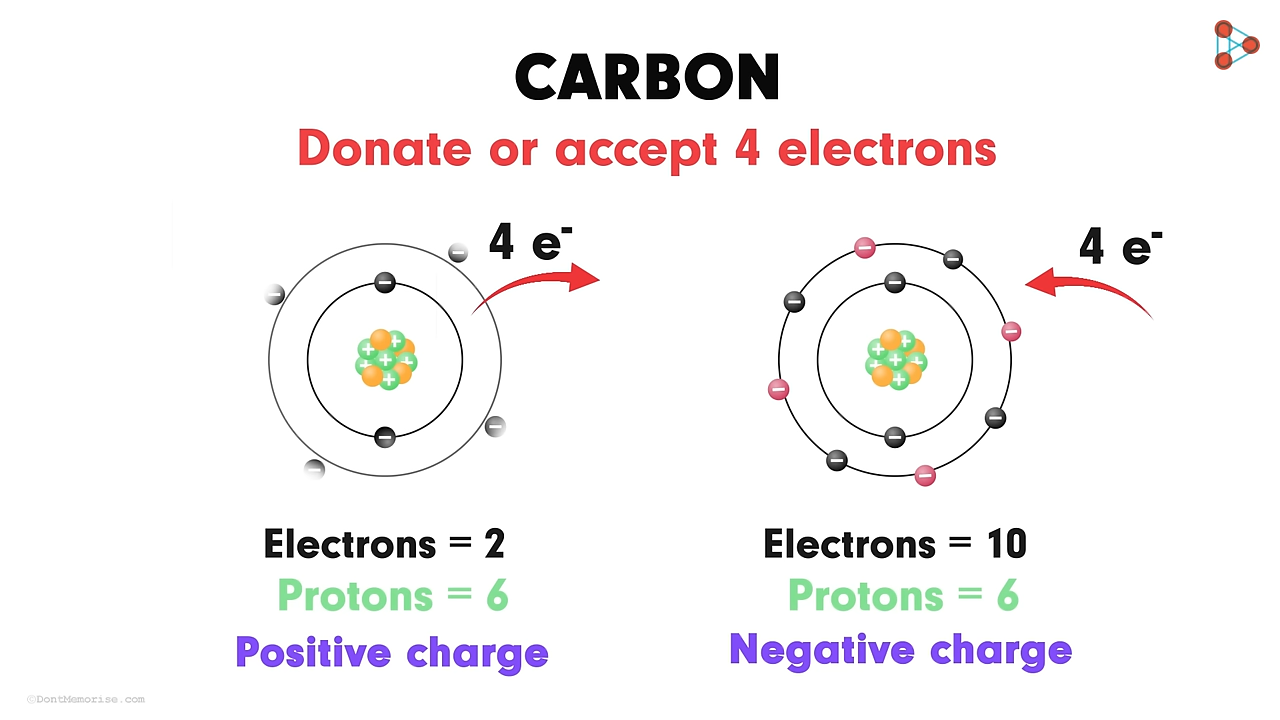 CARBON
Donate or accept 4 electrons
4 e⁻
4 e⁻
Electrons = 2
Protons = 6
Positive charge
Electrons = 10
Protons = 6
Negative charge
©DontMemorise.com